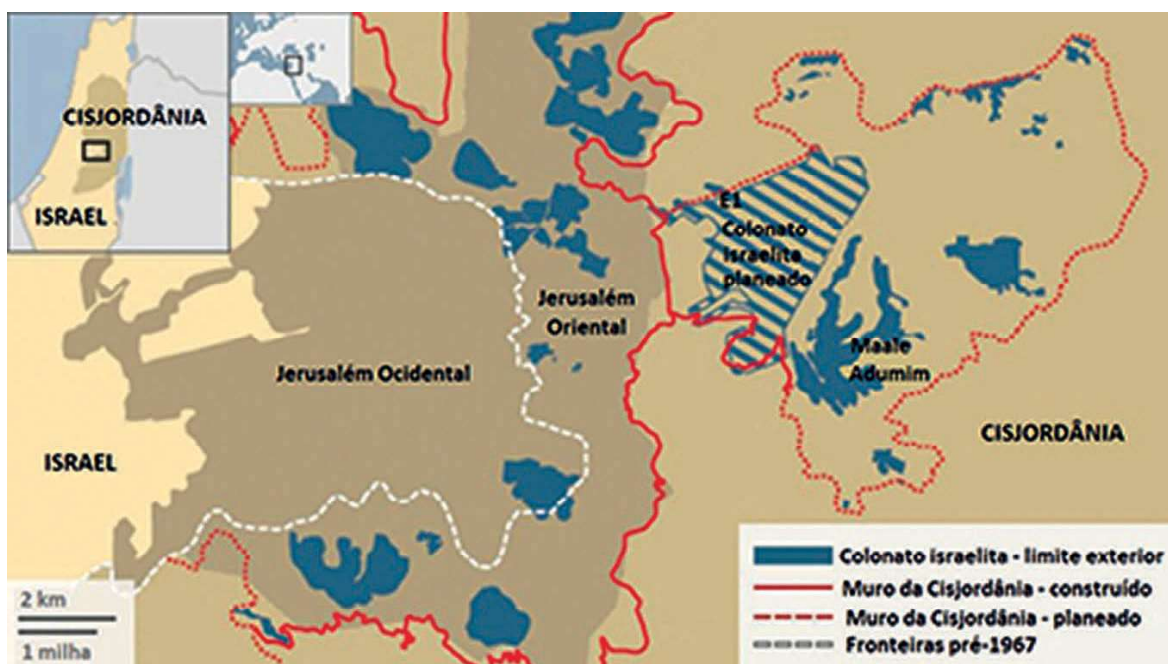 CISJORDÂNIA
ISRAEL
E1
Colonato
israelita
planeado
Jerusalém
Oriental
Jerusalém Ocidental
Maale
Adumim
ISRAEL
CISJORDÂNIA
2 km
1 milha
Colonato israelita - limite exterior
Muro da Cisjordânia - construído
Muro da Cisjordânia - planeado
Fronteiras pré-1967